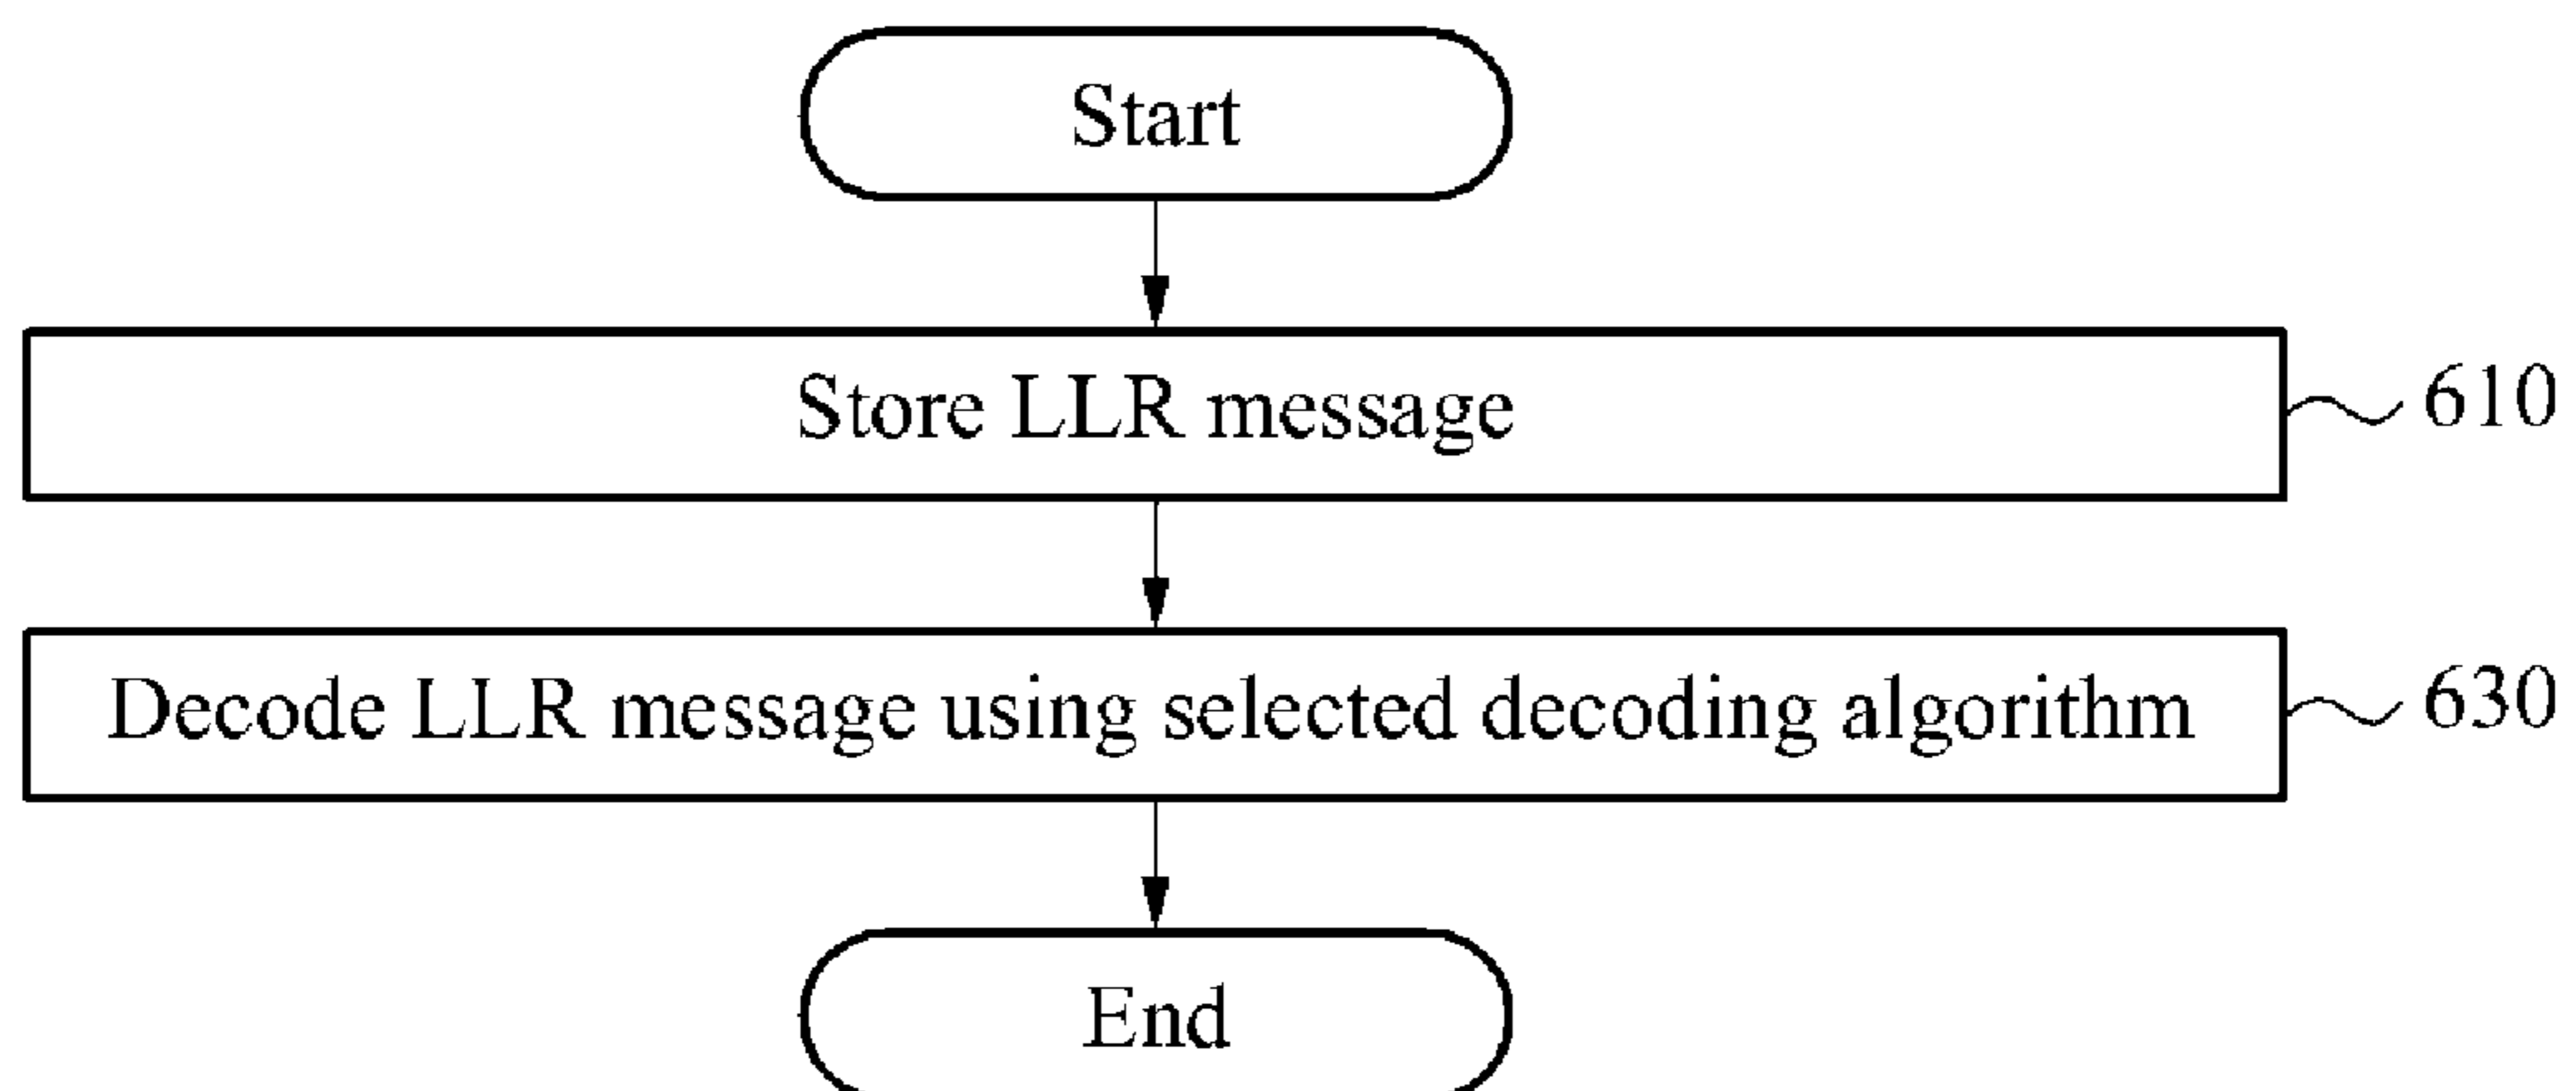 Start
Store LLR message
610
Decode LLR message using selected decoding algorithm
630
End